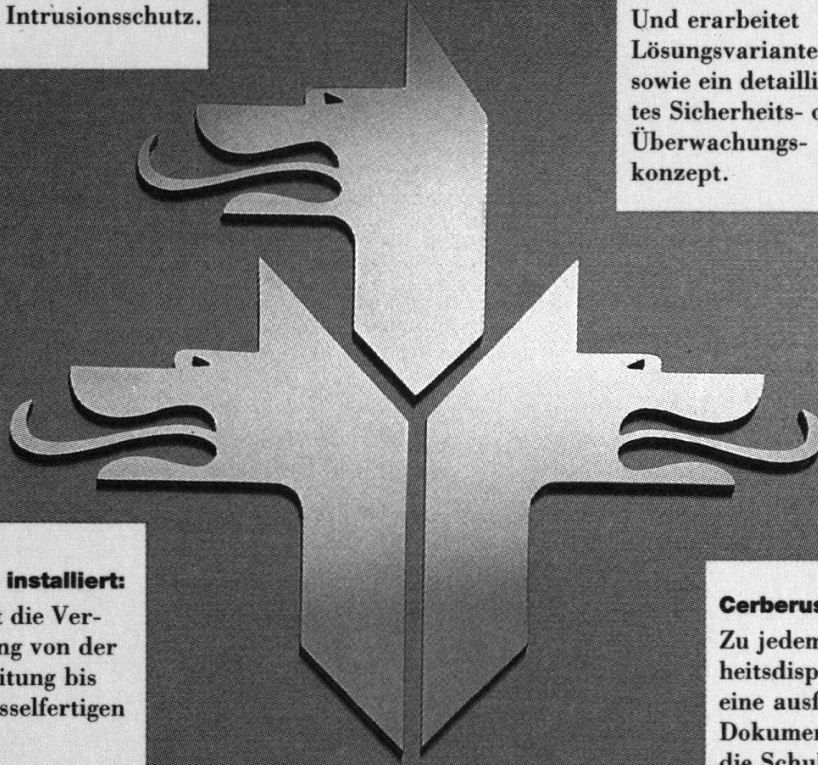 Intrusionsschutz.
Und erarbeitet
Lösungsvariante
sowie ein detailli
tes Sicherheits-
Überwachungs-
konzept.
installiert:
die Ver-
ng von der
itung bis
sselfertigen
Cerberus
Zu jedem
heitsdisp
eine ausf
Dokumen
die Schul